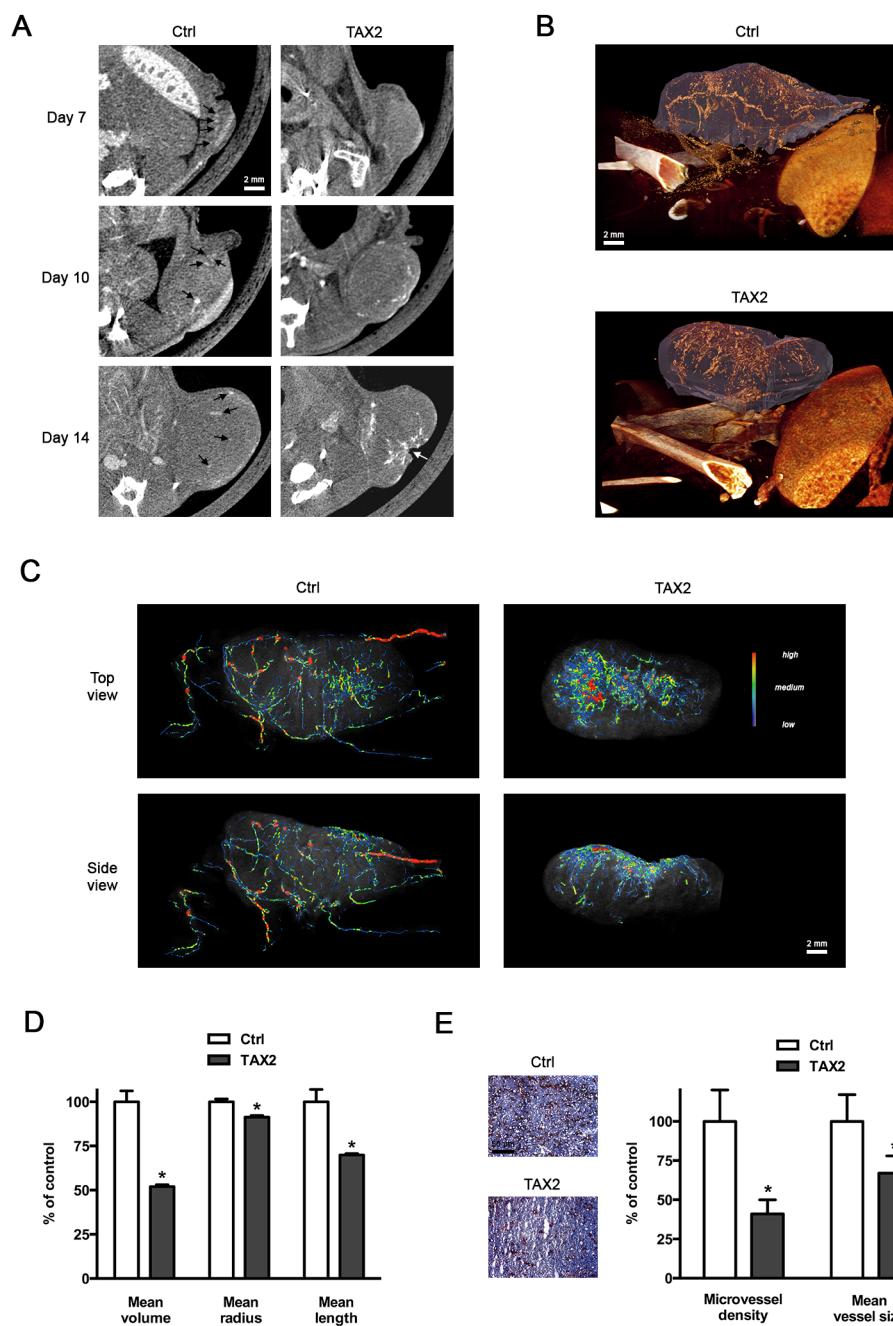 A
Ctrl
TAX2
Day 7
2 mm
Day 10
Day 14
B
Ctrl
2 mm
TAX2
C
Ctrl
TAX2
Top
view
high
medium
low
Side
view
2 mm
D
Ctrl
TAX2
% of control
100
75
50
25
0
*
*
*
Mean
volume
Mean
radius
Mean
length
E
Ctrl
TAX2
Ctrl
TAX2
% of control
100
75
50
25
0
*
Microvessel
density
Mean
vessel